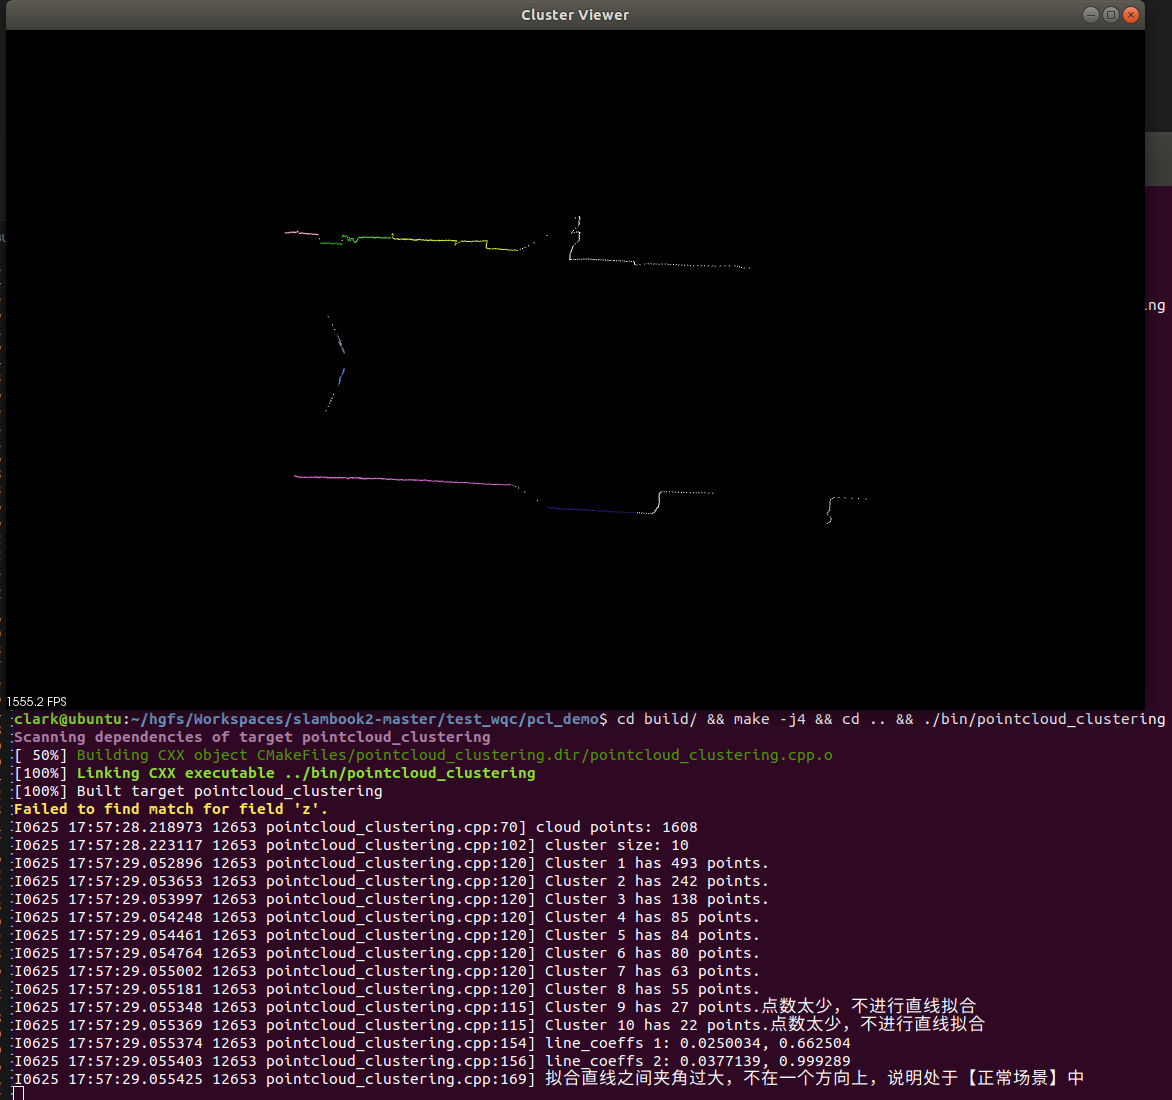 Cluster Viewer
.ng
1555.2 FPS
clark@ubuntu:~/hgfs/Workspaces/slambook2-master/test_wqc/pcl_demo$ cd build/ && make -j4 && cd .. && ./bin/pointcloud_clustering
Scanning dependencies of target pointcloud_clustering
[ 50%] Building CXX object CMakeFiles/pointcloud_clustering.dir/pointcloud_clustering.cpp.o
[100%] Linking CXX executable ../bin/pointcloud_clustering
[100%] Built target pointcloud_clustering
Failed to find match for field 'z'.
I0625 17:57:28.218973 12653 pointcloud_clustering.cpp:70] cloud points: 1608
I0625 17:57:28.223117 12653 pointcloud_clustering.cpp:102] cluster size: 10
I0625 17:57:29.052896 12653 pointcloud_clustering.cpp:120] Cluster 1 has 493 points.
I0625 17:57:29.053653 12653 pointcloud_clustering.cpp:120] Cluster 2 has 242 points.
I0625 17:57:29.053997 12653 pointcloud_clustering.cpp:120] Cluster 3 has 138 points.
I0625 17:57:29.054248 12653 pointcloud_clustering.cpp:120] Cluster 4 has 85 points.
I0625 17:57:29.054461 12653 pointcloud_clustering.cpp:120] Cluster 5 has 84 points.
I0625 17:57:29.054764 12653 pointcloud_clustering.cpp:120] Cluster 6 has 80 points.
I0625 17:57:29.055002 12653 pointcloud_clustering.cpp:120] Cluster 7 has 63 points.
I0625 17:57:29.055181 12653 pointcloud_clustering.cpp:120] Cluster 8 has 55 points.
I0625 17:57:29.055348 12653 pointcloud_clustering.cpp:115] Cluster 9 has 27 points.点数太少，不进行直线拟合
I0625 17:57:29.055369 12653 pointcloud_clustering.cpp:115] Cluster 10 has 22 points.点数太少，不进行直线拟合
I0625 17:57:29.055374 12653 pointcloud_clustering.cpp:154] line_coeffs 1: 0.0250034, 0.662504
I0625 17:57:29.055403 12653 pointcloud_clustering.cpp:156] line_coeffs 2: 0.0377139, 0.999289
I0625 17:57:29.055425 12653 pointcloud_clustering.cpp:169] 拟合直线之间夹角过大，不在一个方向上，说明处于【正常场景】中